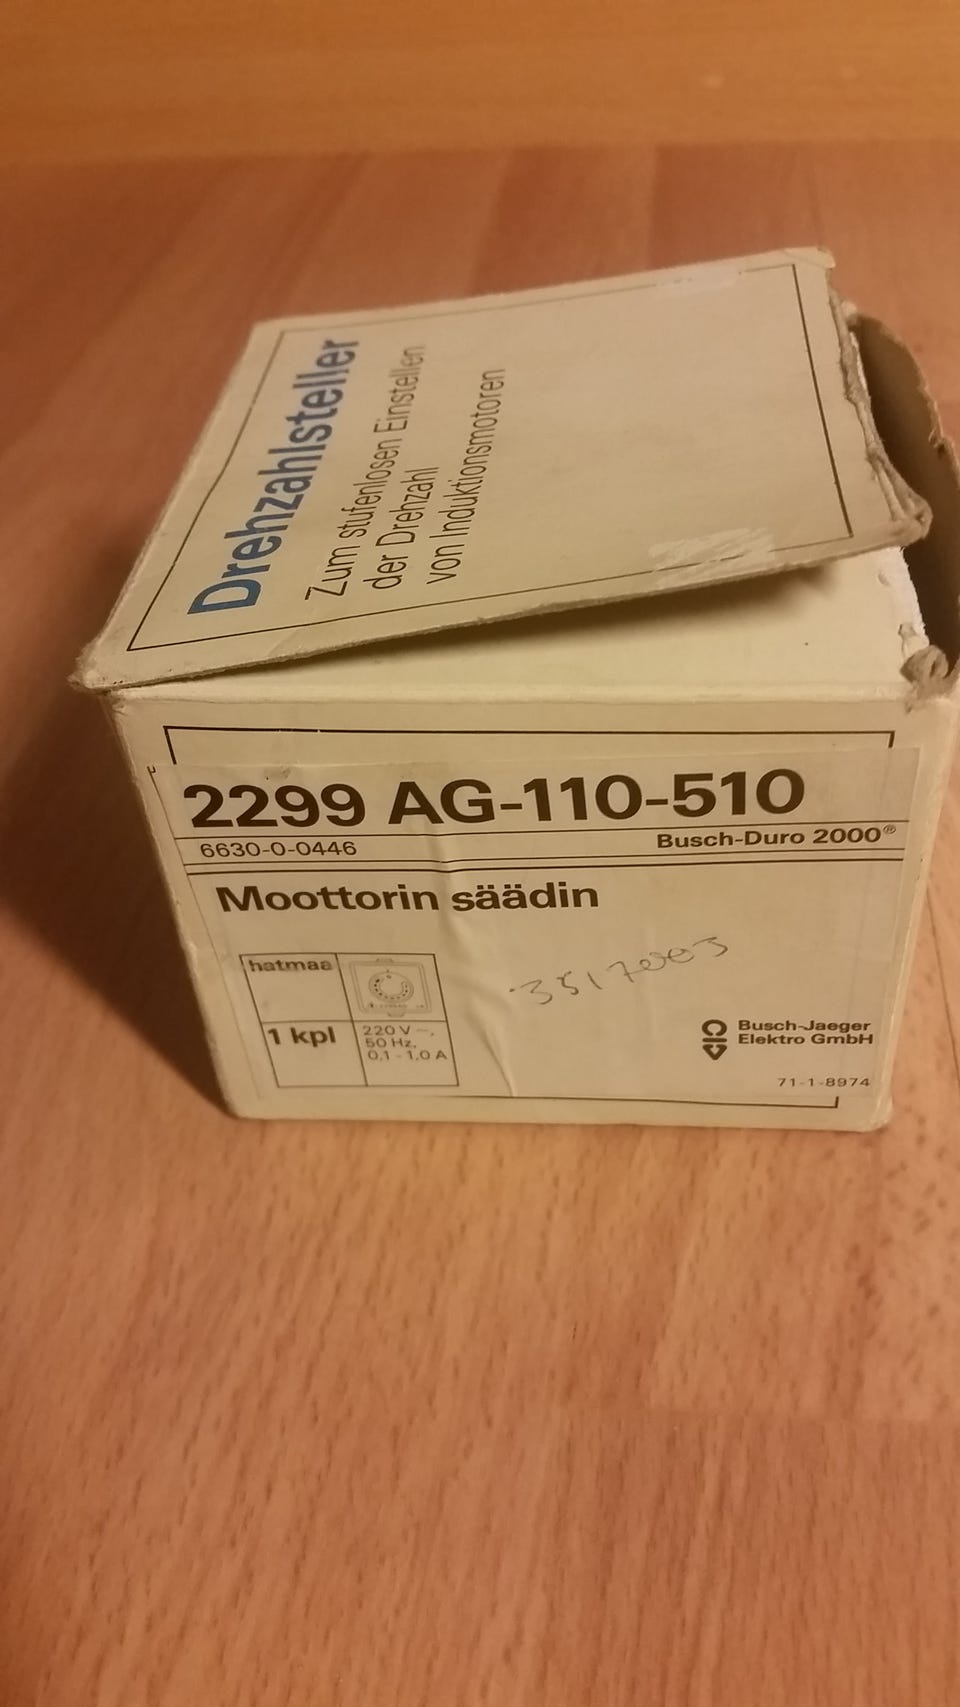 Drehzahlsteller
Zum stufenlosen Einstellen
der Drehzahl
von Induktionsmotoren
2299 AG-110-510
6630-0-0446
Busch-Duro 2000®
Moottorin säädin
hatmaa
1 kpl
220 V ~,
50 Hz,
0,1 - 1,0 A
Busch-Jaeger
Elektro GmbH
71-1-8974